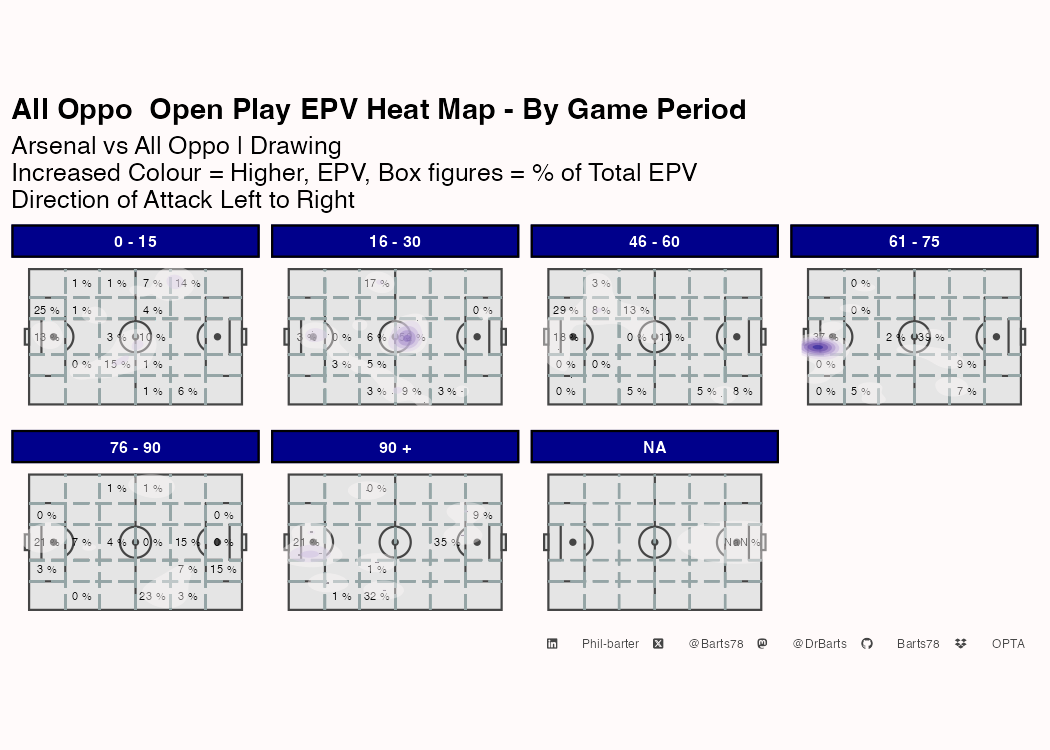 All Oppo  Open Play EPV Heat Map - By Game Period
Arsenal vs All Oppo | Drawing
Increased Colour = Higher, EPV, Box figures = % of Total EPV
Direction of Attack Left to Right
0 - 15
16 - 30
46 - 60
61 - 75
1 % 1 % 7 % 14 %
17 %
3 %
0 %
25 % 1 % 4 %
0 %
29 % 8 % 13 %
0 %
3 % 10 %
6 %
18 % 0 % 11 %
2 % 39 %
0 % 15 % 1 %
3 % 5 %
0 % 0 %
0 % 9 %
1 % 6 %
3 % 9 % 3 %
0 % 5 % 5 % 8 %
0 % 5 % 7 %
76 - 90
90 +
NA
1 % 1 %
0 %
0 % 0 %
9 %
21 % 7 % 4 % 0 % 15 % 0 %
21 % 35 %
NaN %
3 % 7 % 15 %
1 %
0 % 23 % 3 %
1 % 32 %
Phil-barter @Barts78 @DrBarts Barts78 OPTA